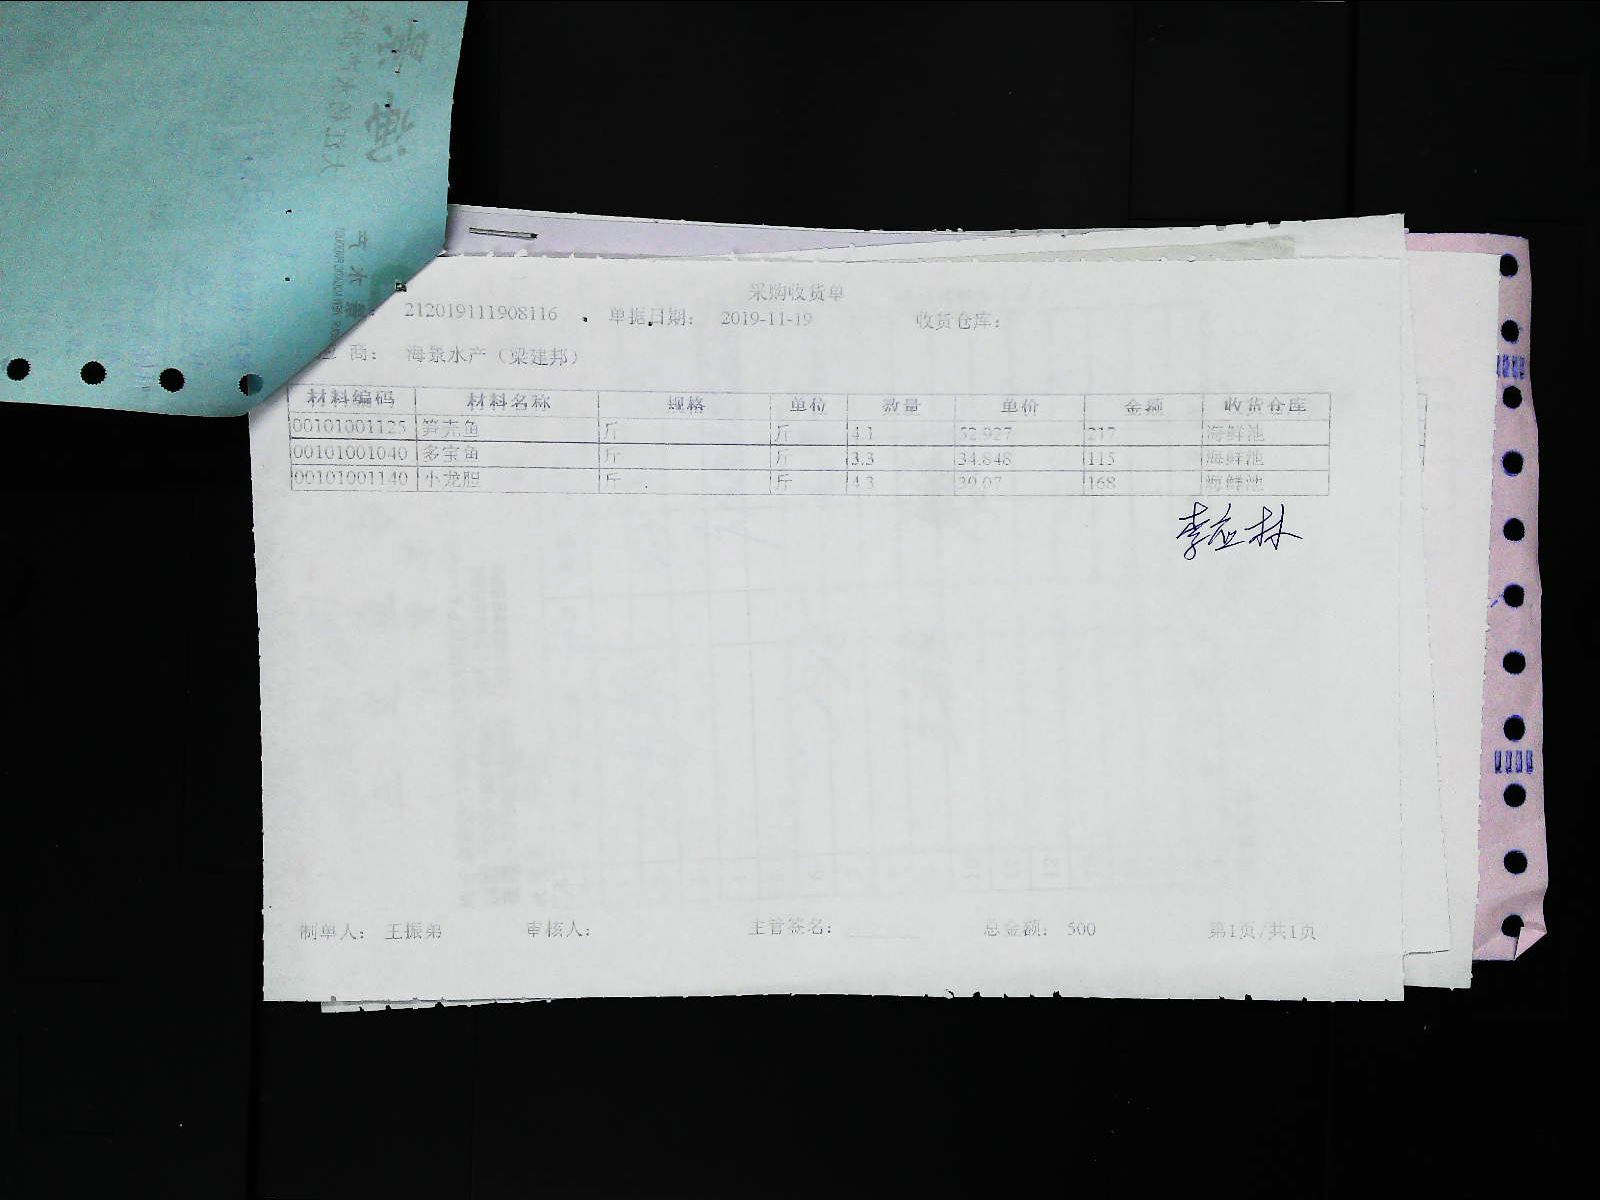 采购收货单
212019111908116 单据日期： 2019-11-19 收货仓库：
商： 海景水产（梁建邦）
材料编码 材料名称 规格 单位 数量 单价 金额 收货仓库
00101001125 笋壳鱼 斤 斤 4.1 52.927 217 海鲜池
00101001040 多宝鱼 斤 斤 3.3 34.848 115 海鲜池
00101001140 小龙胆 斤 斤 4.3 39.07 168 海鲜池
李应林
制单人： 王振弟 审核人： 主管签名： 总金额： 500 第1页/共1页